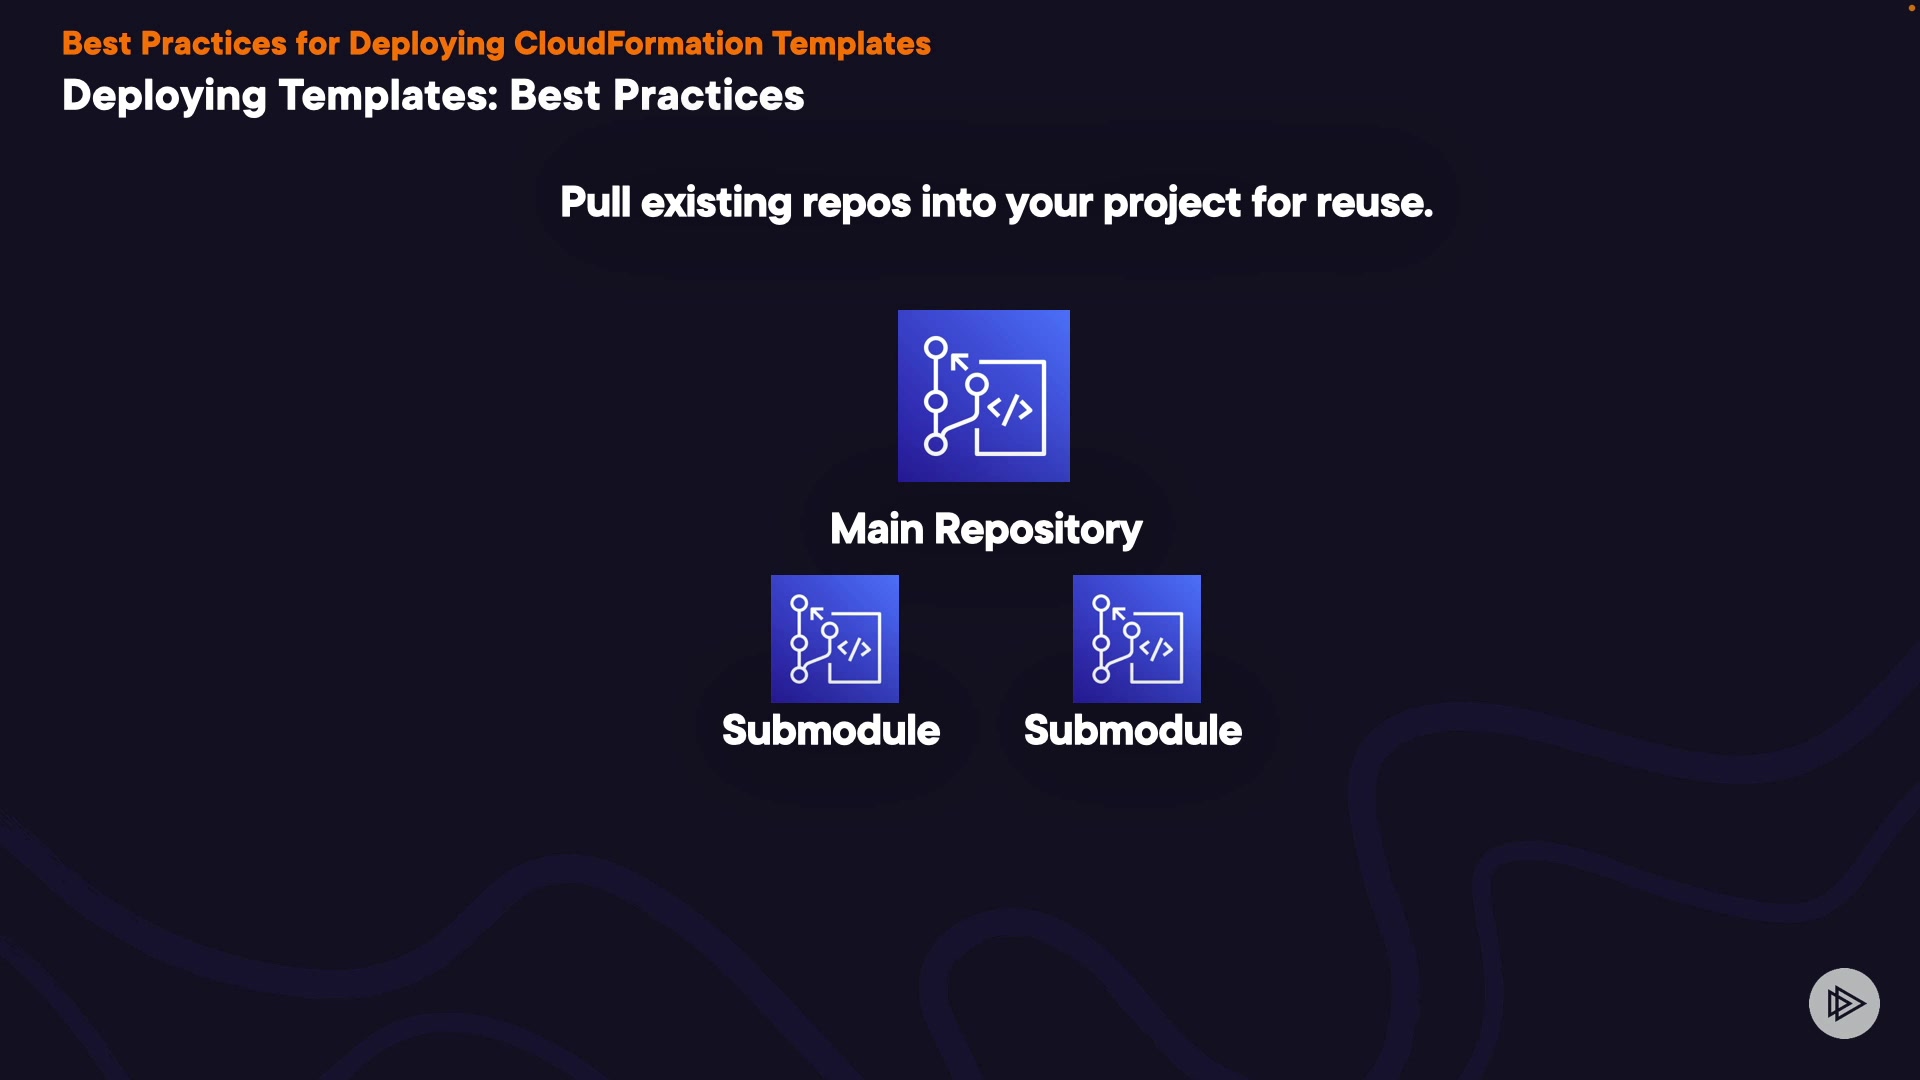 Best Practices for Deploying CloudFormation Templates
Deploying Templates: Best Practices
Pull existing repos into your project for reuse.
</>
Main Repository
</>
</>
Submodule
Submodule